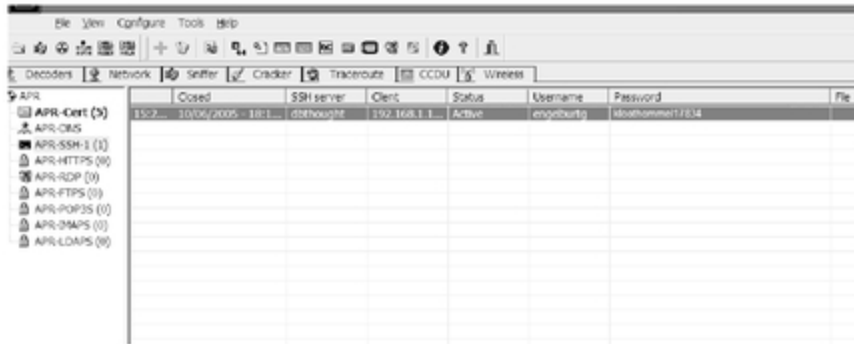 File View Configure Tools Help
Decoders Network Sniffer Cracker Traceroute CCDU Wireless
APR
APR-Cert (5)
APR-DNS
APR-SSH-1 (1)
APR-HTTPS (0)
APR-RDP (0)
APR-FTPS (0)
APR-POP3S (0)
APR-IMAPS (0)
APR-LDAPS (0)
Closed SSH server Client Status Username Password File
15:2... 10/06/2005 - 18:1... dbthought 192.168.1.1... Active